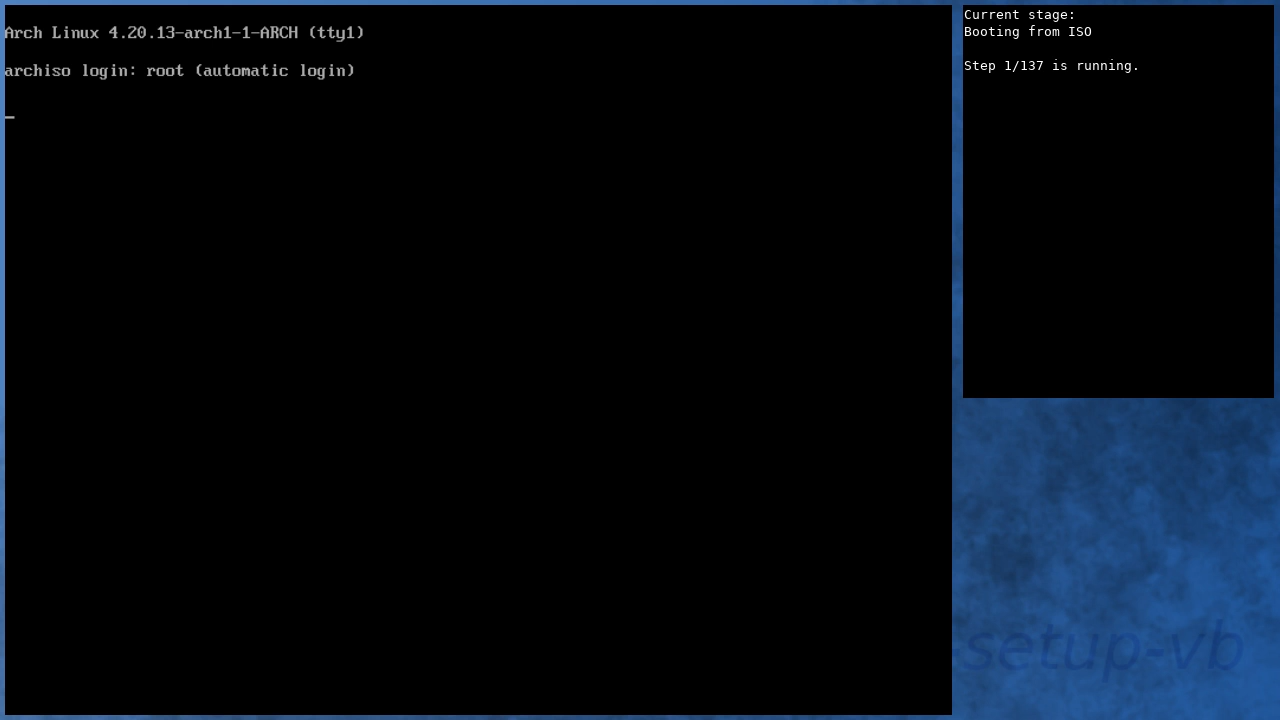 Arch Linux 4.20.13-arch1-1-ARCH (tty1)
archiso login: root (automatic login)
Current stage:
Booting from ISO
Step 1/137 is running.
-setup-vb